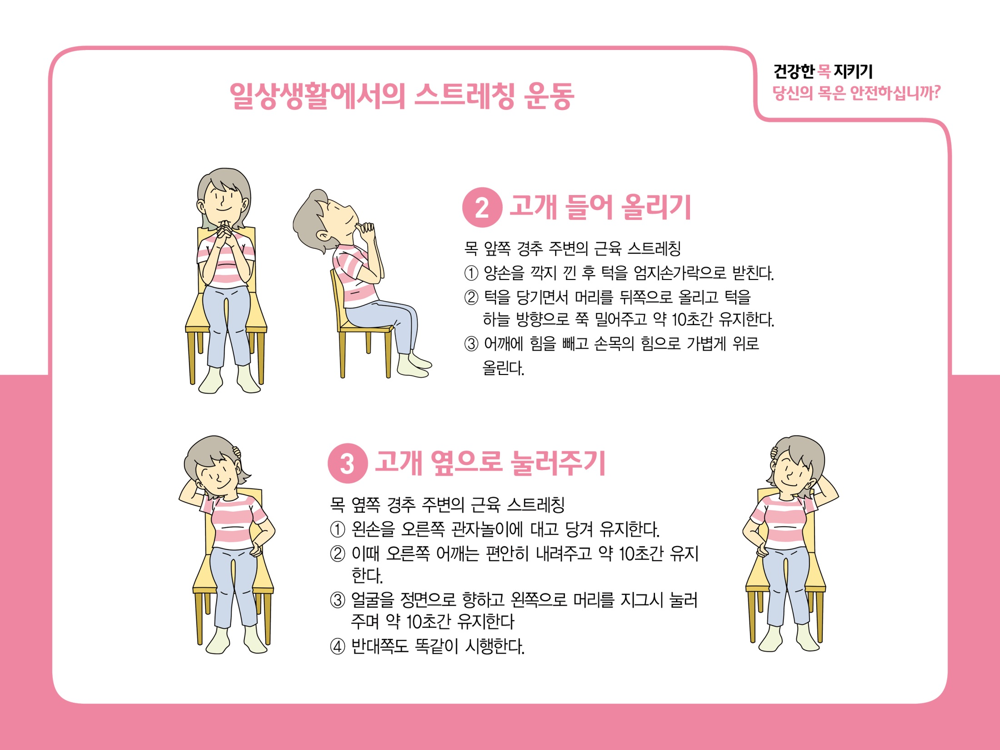 건강한 목 지키기
당신의 목은 안전하십니까?
일상생활에서의 스트레칭 운동
2 고개 들어 올리기
목 앞쪽 경추 주변의 근육 스트레칭
① 양손을 깍지 낀 후 턱을 엄지손가락으로 받친다.
② 턱을 당기면서 머리를 뒤쪽으로 올리고 턱을
하늘 방향으로 쭉 밀어주고 약 10초간 유지한다.
③ 어깨에 힘을 빼고 손목의 힘으로 가볍게 위로
올린다.
3 고개 옆으로 눌러주기
목 옆쪽 경추 주변의 근육 스트레칭
① 왼손을 오른쪽 관자놀이에 대고 당겨 유지한다.
② 이때 오른쪽 어깨는 편안히 내려주고 약 10초간 유지
한다.
③ 얼굴을 정면으로 향하고 왼쪽으로 머리를 지그시 눌러
주며 약 10초간 유지한다
④ 반대쪽도 똑같이 시행한다.